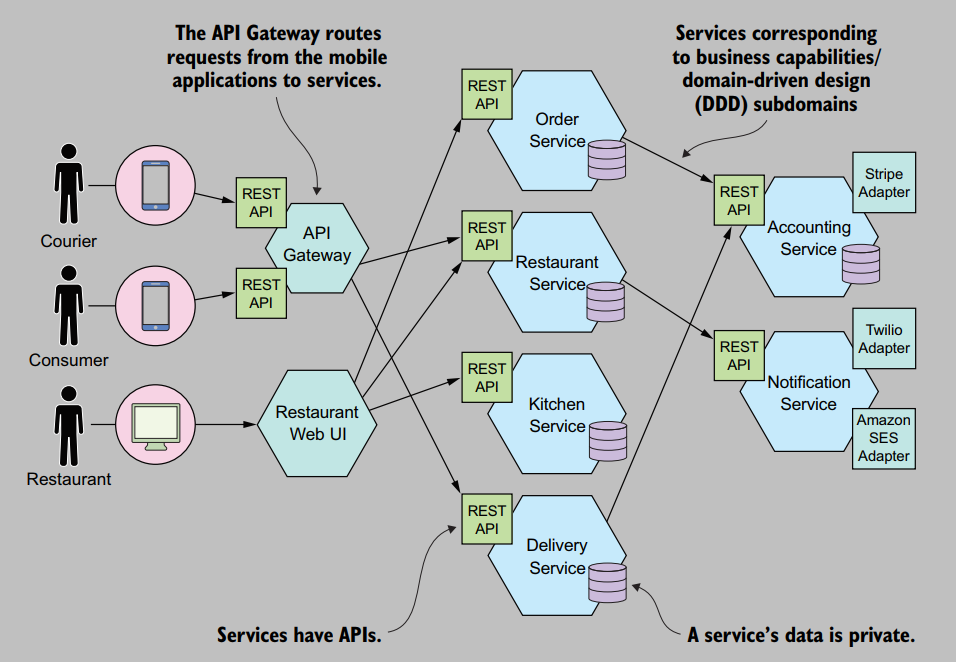 The API Gateway routes
requests from the mobile
applications to services.
Services corresponding
to business capabilities/
domain-driven design
(DDD) subdomains
REST
API
Order
Service
Courier
REST
API
API
Gateway
REST
API
Consumer
REST
API
Restaurant
Service
REST
API
Accounting
Service
Stripe
Adapter
Restaurant
Restaurant
Web UI
REST
API
Kitchen
Service
REST
API
Notification
Service
Twilio
Adapter
Amazon
SES
Adapter
REST
API
Delivery
Service
Services have APIs.
A service's data is private.